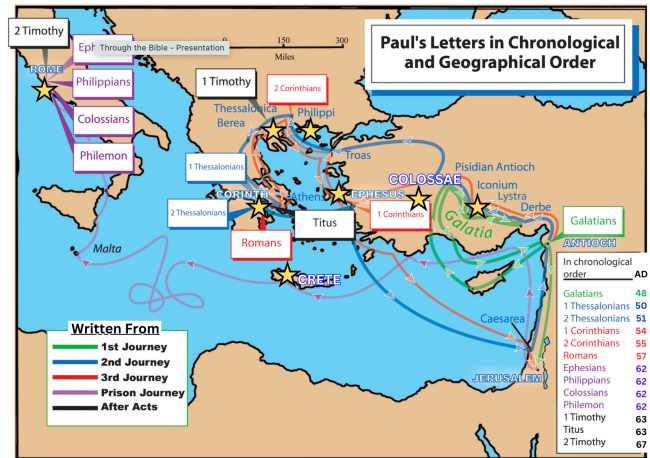 2 Timothy
Eph
Through the Bible - Presentation
ROME
Philippians
Colossians
Philemon
0 150 300
Miles
Paul's Letters in Chronological
and Geographical Order
1 Timothy
2 Corinthians
Thessalonica
Philippi
Berea
Troas
1 Thessalonians
COLOSSAE
Pisidian Antioch
Iconium
Lystra
Derbe
CORINTH
Athens
EPHESUS
2 Thessalonians
Titus
1 Corinthians
Galatia
Galatians
ANTIOCH
Romans
Malta
CRETE
Caesarea
JERUSALEM
Written From
1st Journey
2nd Journey
3rd Journey
Prison Journey
After Acts
In chronological
order AD
Galatians 48
1 Thessalonians 50
2 Thessalonians 51
1 Corinthians 54
2 Corinthians 55
Romans 57
Ephesians 62
Philippians 62
Colossians 62
Philemon 62
1 Timothy 63
Titus 63
2 Timothy 67